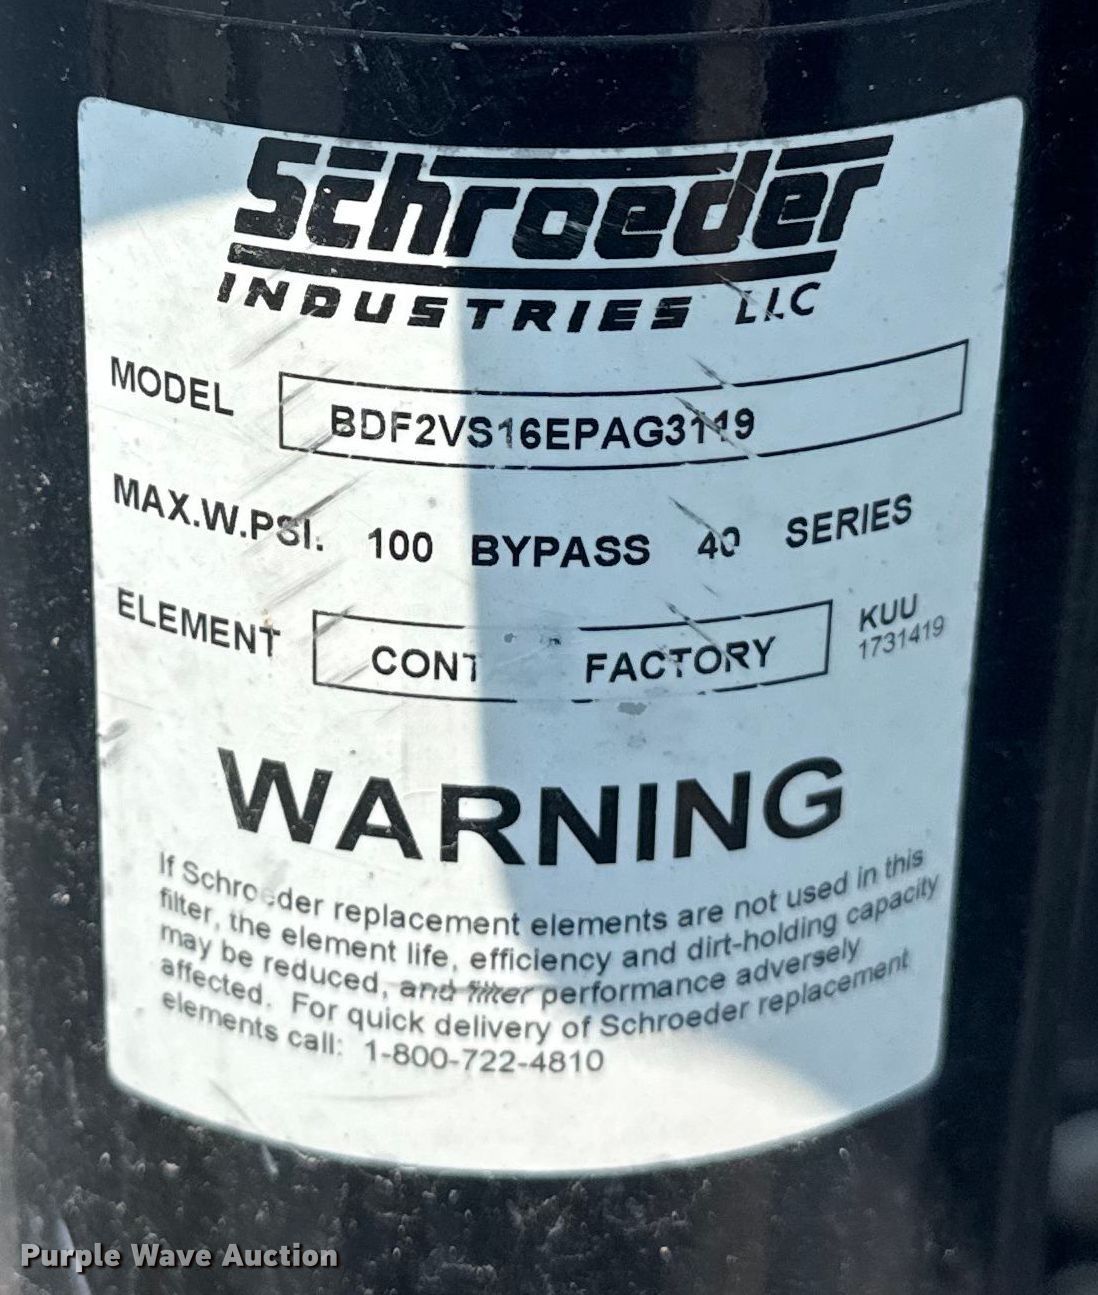 Schroeder
INDUSTRIES LLC
MODEL BDF2VS16EPAG3119
MAX.W.PSI. 100 BYPASS 40 SERIES
ELEMENT CONT FACTORY KUU
1731419
WARNING
If Schroeder replacement elements are not used in this
filter, the element life, efficiency and dirt-holding capacity
may be reduced, and filter performance adversely
affected. For quick delivery of Schroeder replacement
elements call: 1-800-722-4810
Purple Wave Auction